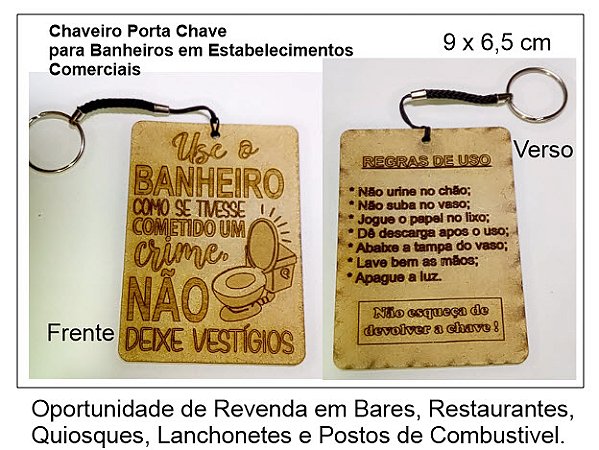 Chaveiro Porta Chave
para Banheiros em Estabelecimentos
Comerciais
9 x 6,5 cm
Frente
Use o
BANHEIRO
COMO SE TIVESSE
COMETIDO UM
crime,
NÃO
DEIXE VESTÍGIOS
Verso
REGRAS DE USO
* Não urine no chão;
* Não suba no vaso;
* Jogue o papel no lixo;
* Dê descarga apos o uso;
* Abaixe a tampa do vaso;
* Lave bem as mãos;
* Apague a luz.
Não esqueça de
devolver a chave !
Oportunidade de Revenda em Bares, Restaurantes,
Quiosques, Lanchonetes e Postos de Combustivel.